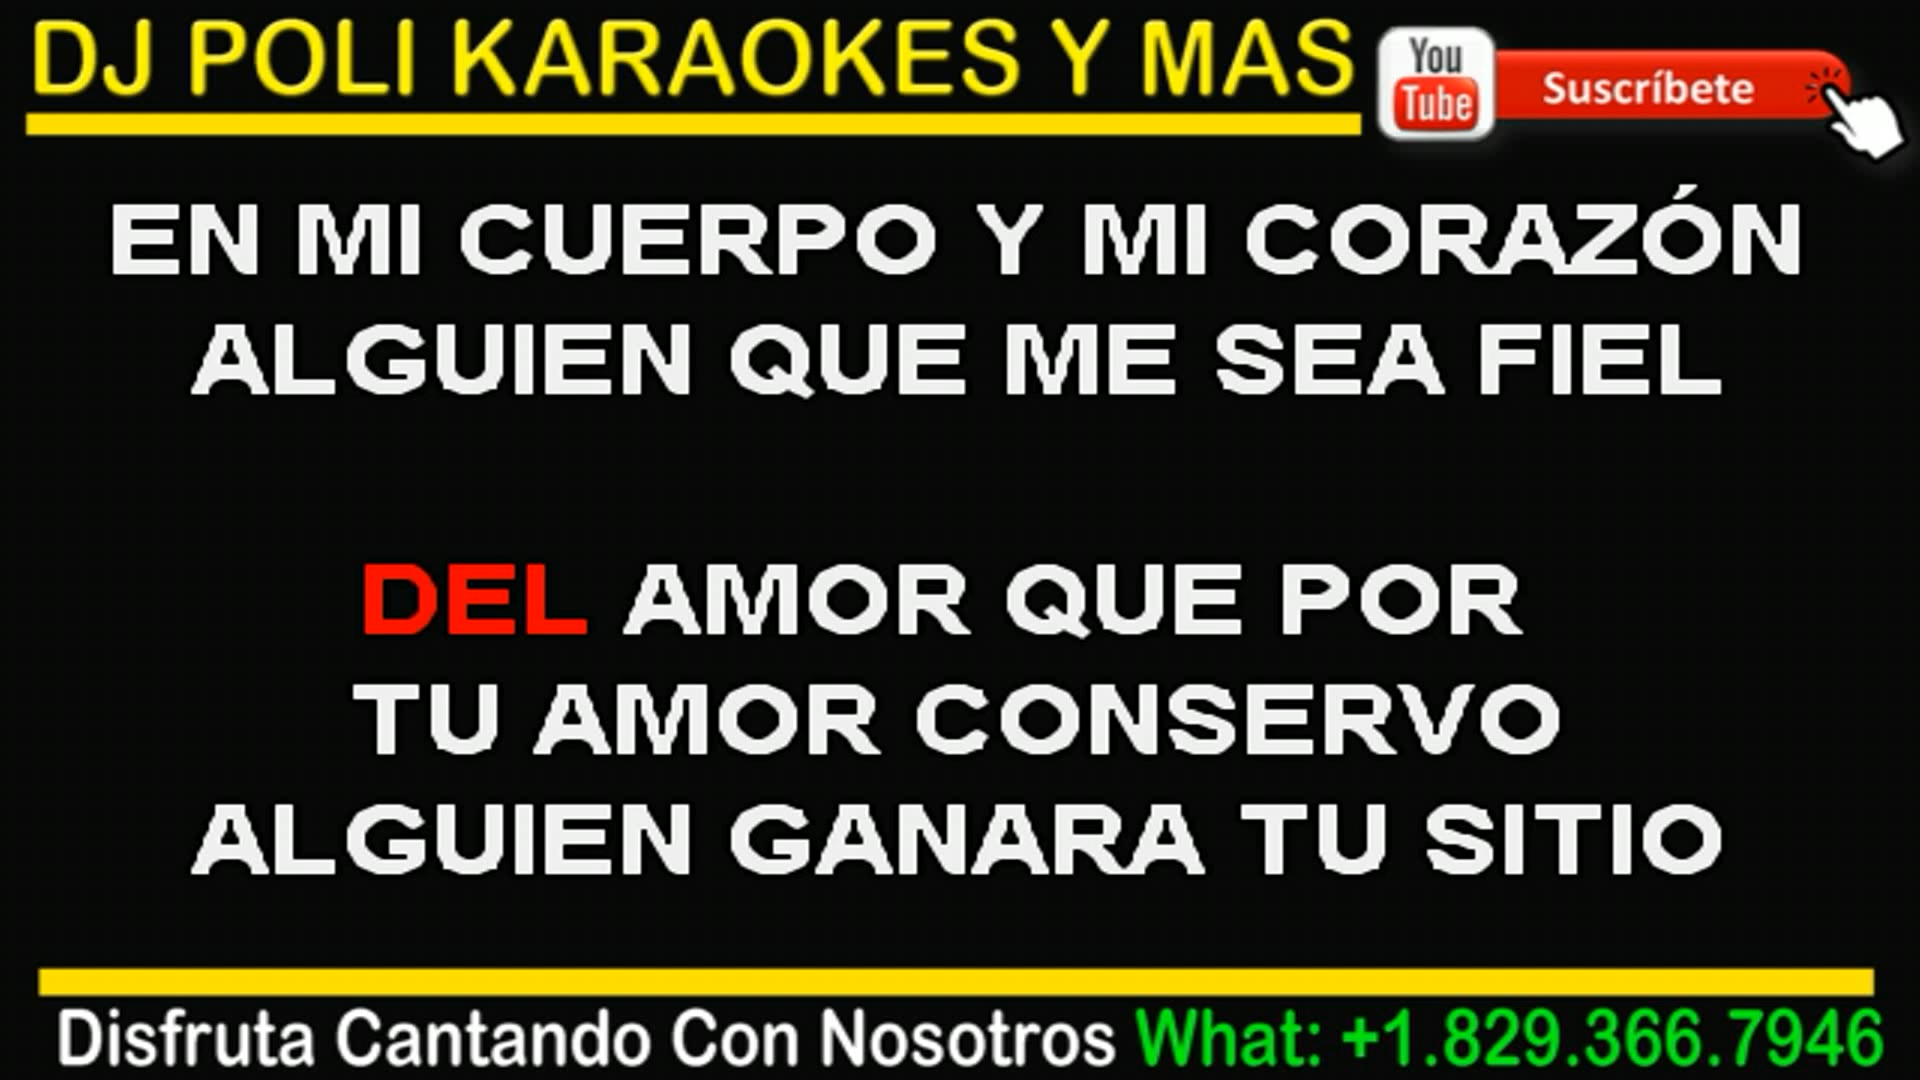 DJ POLI KARAOKES Y MAS
You Tube Suscríbete
EN MI CUERPO Y MI CORAZÓN
ALGUIEN QUE ME SEA FIEL
DEL AMOR QUE POR
TU AMOR CONSERVO
ALGUIEN GANARA TU SITIO
Disfruta Cantando Con Nosotros What: +1.829.366.7946